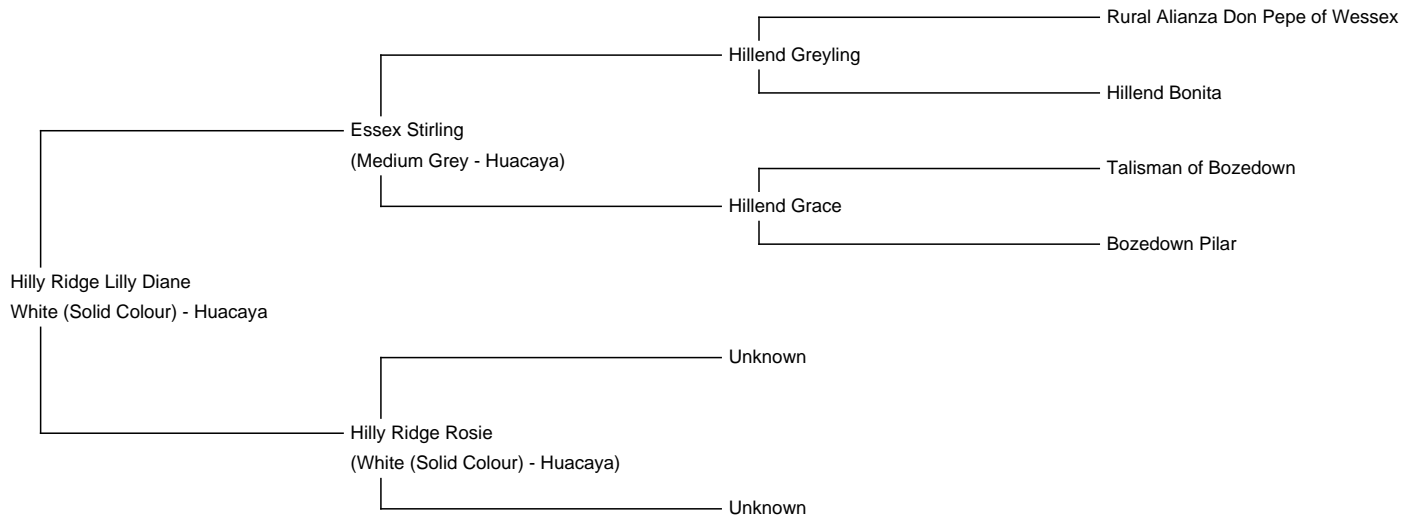 Rural Alianza Don Pepe of Wessex
Hillend Greyling
Hillend Bonita
Essex Stirling
(Medium Grey - Huacaya)
Talisman of Bozedown
Hillend Grace
Bozedown Pilar
Hilly Ridge Lilly Diane
White (Solid Colour) - Huacaya
Unknown
Hilly Ridge Rosie
(White (Solid Colour) - Huacaya)
Unknown